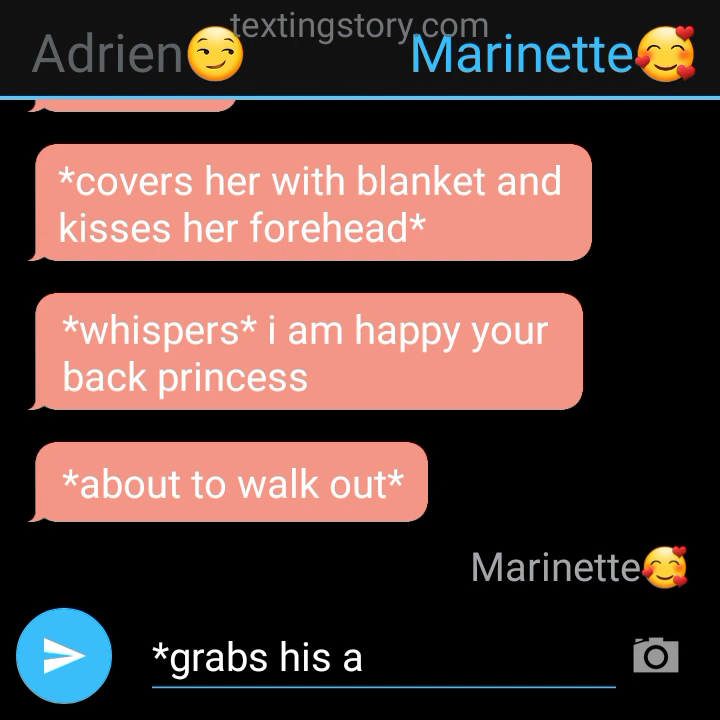 textingstory.com
Adrien😏 Marinette🥰
*covers her with blanket and
kisses her forehead*
*whispers* i am happy your
back princess
*about to walk out*
Marinette🥰
*grabs his a